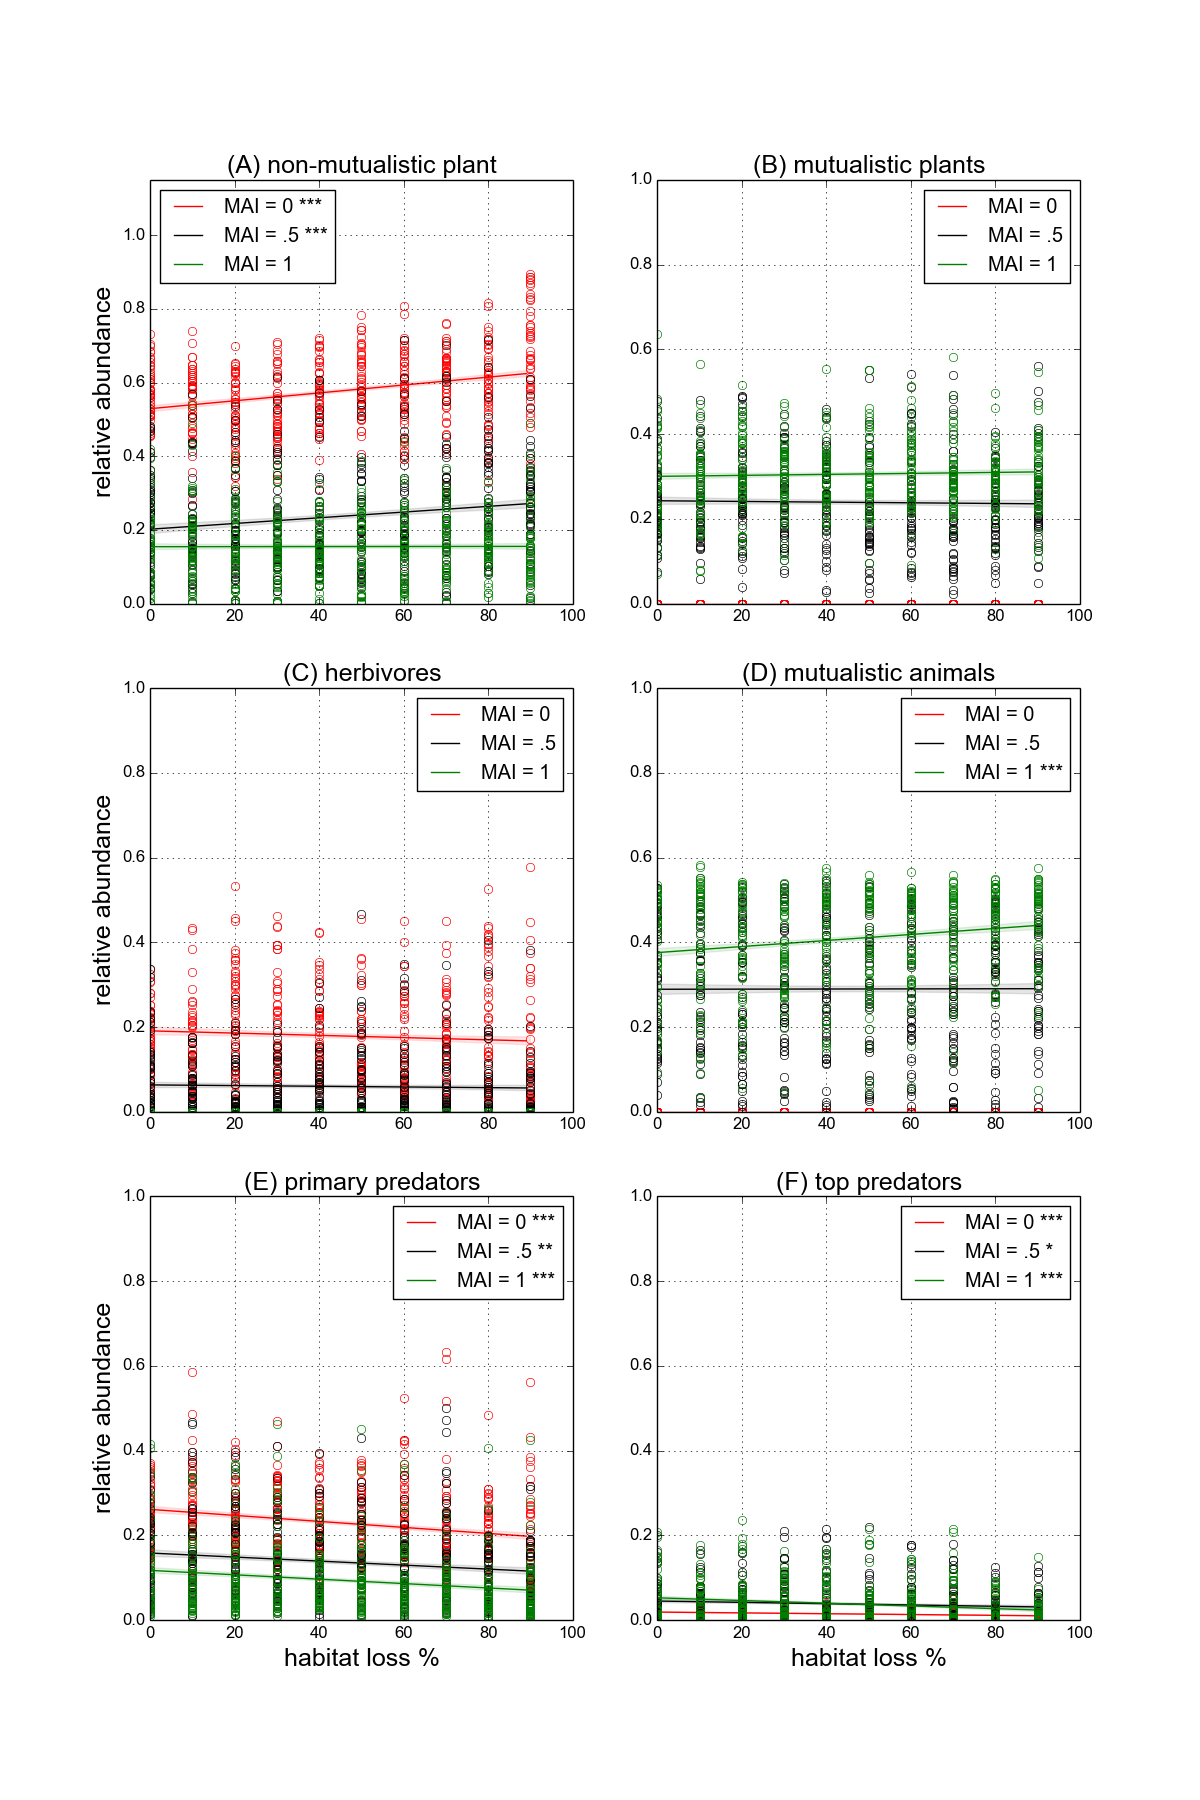 (A) non-mutualistic plant
MAI = 0 ***
MAI = .5 ***
MAI = 1
relative abundance
1.0
0.8
0.6
0.4
0.2
0.0
0 20 40 60 80 100
(B) mutualistic plants
MAI = 0
MAI = .5
MAI = 1
1.0
0.8
0.6
0.4
0.2
0.0
0 20 40 60 80 100
(C) herbivores
MAI = 0
MAI = .5
MAI = 1
relative abundance
1.0
0.8
0.6
0.4
0.2
0.0
0 20 40 60 80 100
(D) mutualistic animals
MAI = 0
MAI = .5
MAI = 1 ***
1.0
0.8
0.6
0.4
0.2
0.0
0 20 40 60 80 100
(E) primary predators
MAI = 0 ***
MAI = .5 **
MAI = 1 ***
relative abundance
1.0
0.8
0.6
0.4
0.2
0.0
0 20 40 60 80 100
habitat loss %
(F) top predators
MAI = 0 ***
MAI = .5 *
MAI = 1 ***
1.0
0.8
0.6
0.4
0.2
0.0
0 20 40 60 80 100
habitat loss %